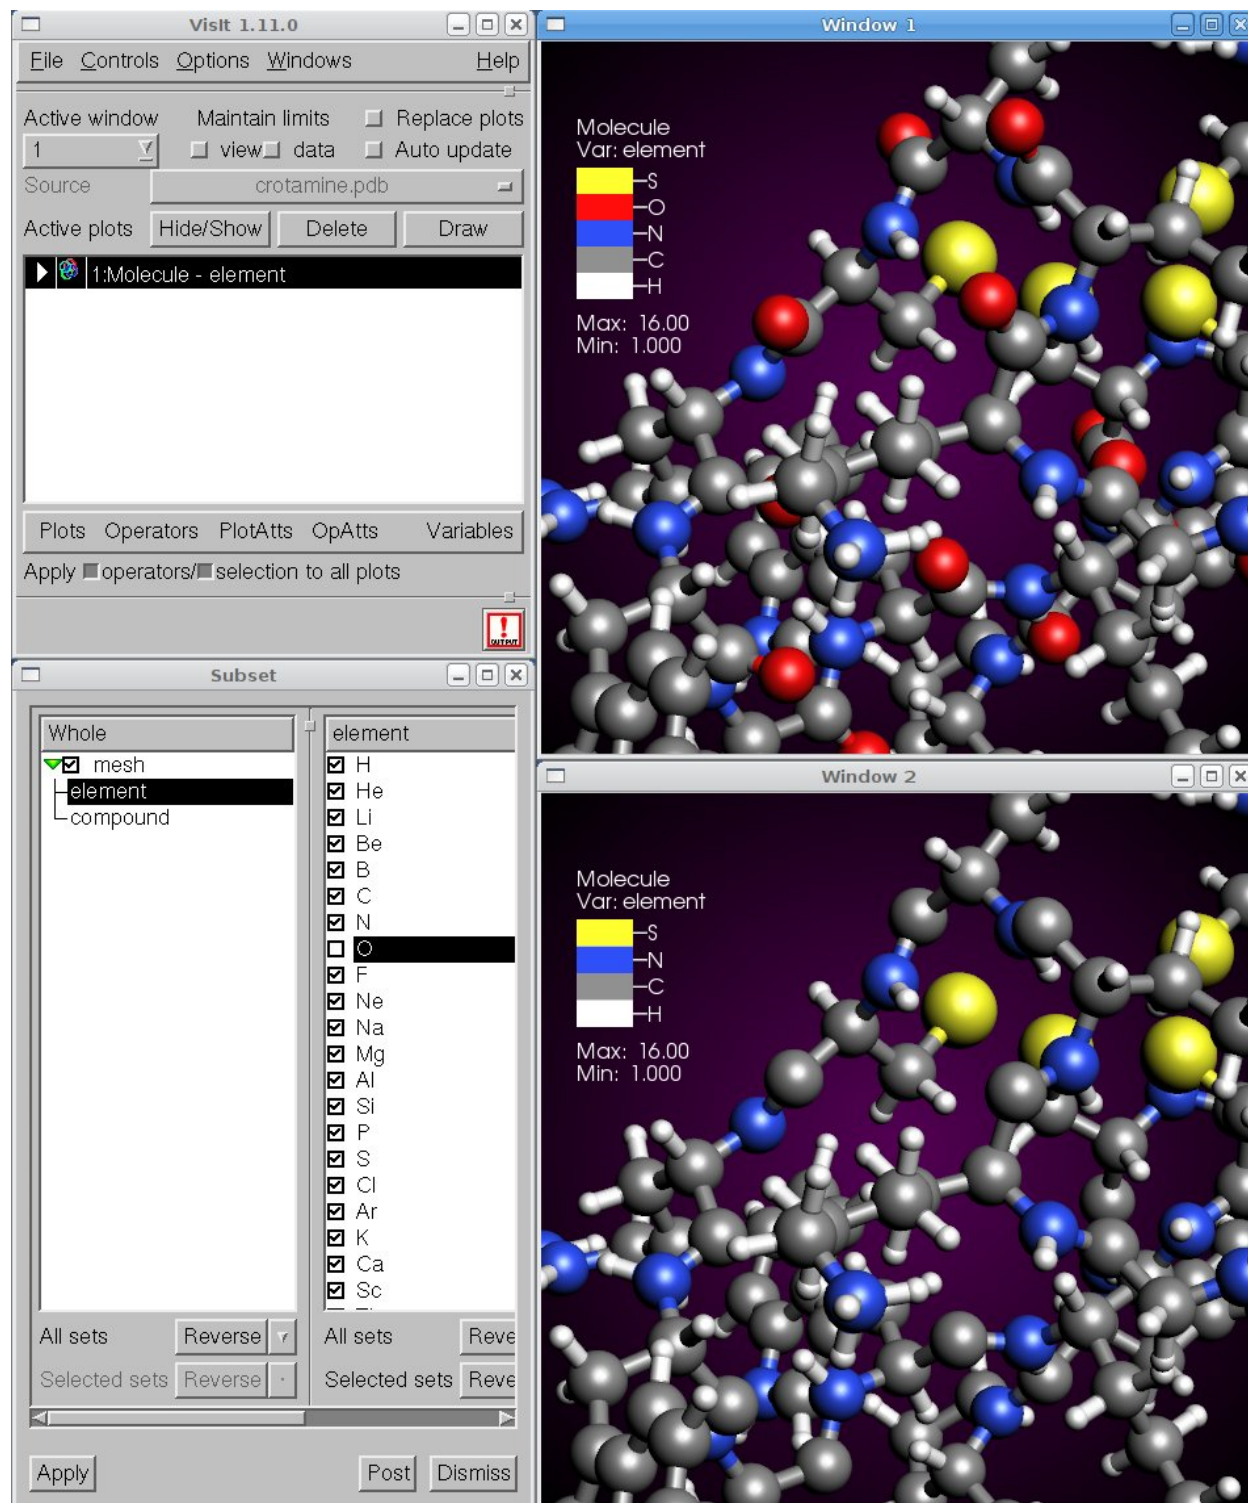 VisIt 1.11.0
File Controls Options Windows Help
Active window Maintain limits Replace plots
1 view data Auto update
Source crotamine.pdb
Active plots Hide/Show Delete Draw
1:Molecule - element
Plots Operators PlotAtts OpAtts Variables
Apply operators/ selection to all plots
OUTPUT
Subset
Whole
mesh
element
compound
element
H
He
Li
Be
B
C
N
O
F
Ne
Na
Mg
Al
Si
P
S
Cl
Ar
K
Ca
Sc
All sets Reverse
Selected sets Reverse
All sets Reve
Selected sets Reve
Apply Post Dismiss
Window 1
Molecule
Var: element
S
O
N
C
H
Max: 16.00
Min: 1.000
Window 2
Molecule
Var: element
S
N
C
H
Max: 16.00
Min: 1.000